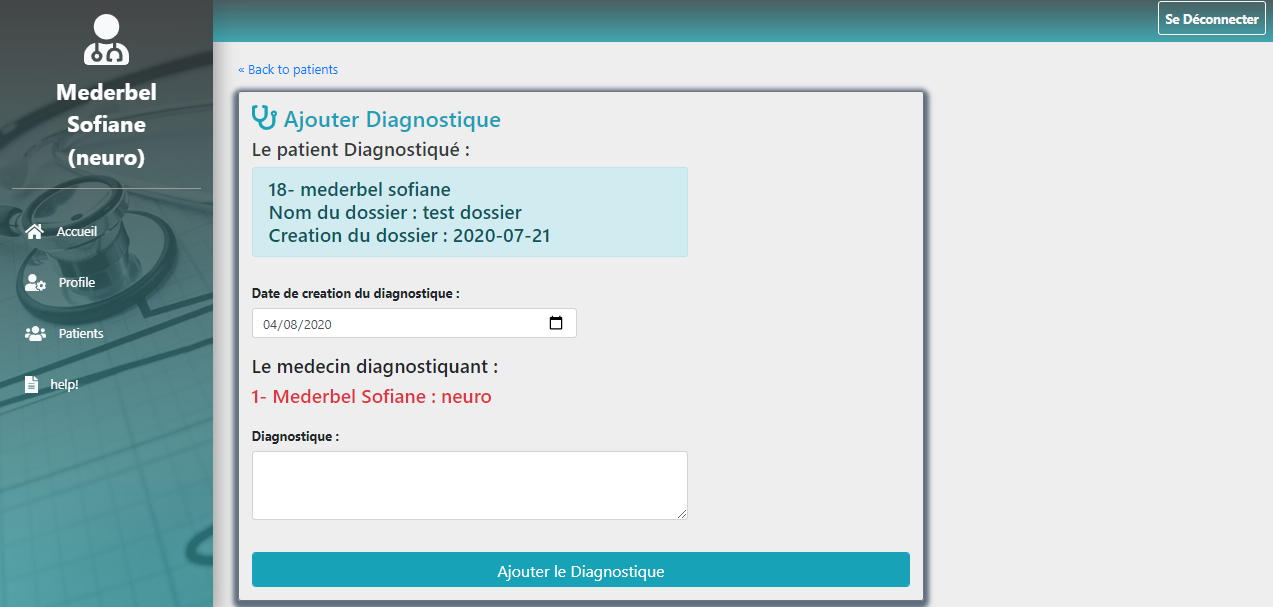 Mederbel
Sofiane
(neuro)
Accueil
Profile
Patients
help!
Se Déconnecter
« Back to patients
Ajouter Diagnostique
Le patient Diagnostiqué :
18- mederbel sofiane
Nom du dossier : test dossier
Creation du dossier : 2020-07-21
Date de creation du diagnostique :
04/08/2020
Le medecin diagnostiquant :
1- Mederbel Sofiane : neuro
Diagnostique :
Ajouter le Diagnostique